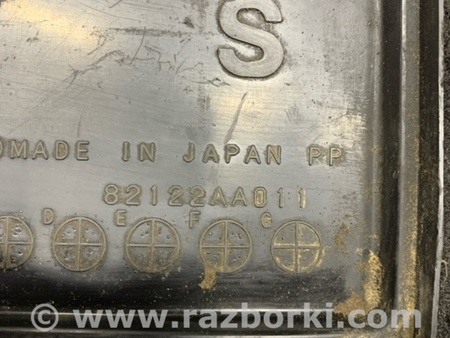 S
MADE IN JAPAN PP
82122AA011
D E F G
© www.razborki.com